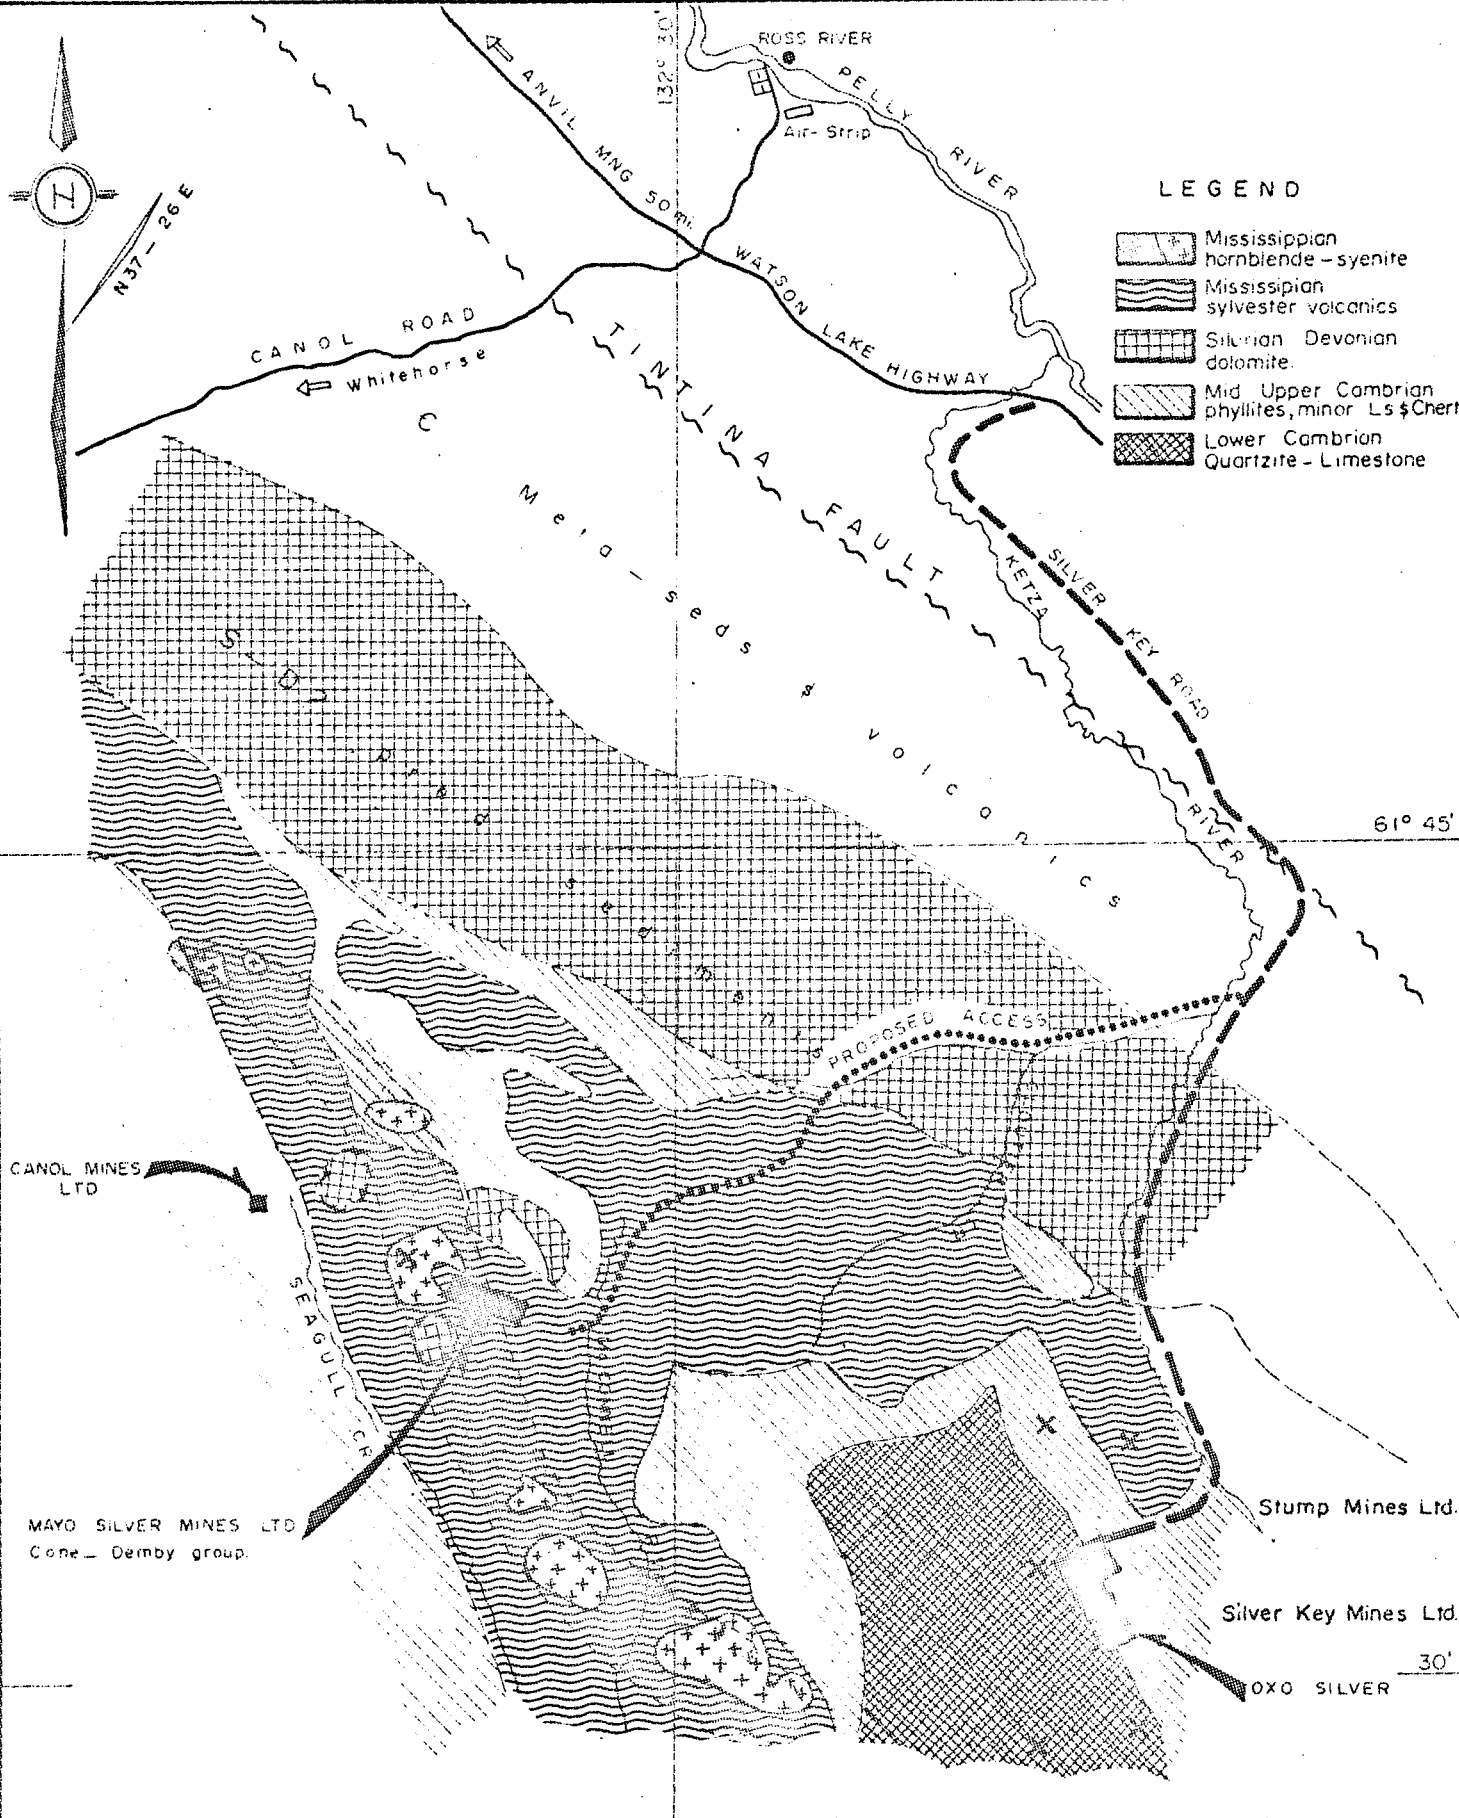 132° 30'
ROSS RIVER
PELLY RIVER
Air-Strip
ANVIL MNG 50 mi.
N
N37-26E
LEGEND
Mississippian
hornblende-syenite
Missisipian
sylvester volcanics
Silurian Devonian
dolomite.
Mid Upper Cambrian
phyllites, minor Ls $ Chert
Lower Cambrian
Quartzite-Limestone
WATSON LAKE HIGHWAY
CANOL ROAD
Whitehorse
TINTINA FAULT
C
Meta-seds $ volcanics
SILVER KEY ROAD
KETZA RIVER
61° 45'
PROPOSED ACCESS
CANOL MINES
LTD
SEAGULL CR
MAYO SILVER MINES LTD
Cone-Demby group.
Stump Mines Ltd.
Silver Key Mines Ltd.
30'
OXO SILVER